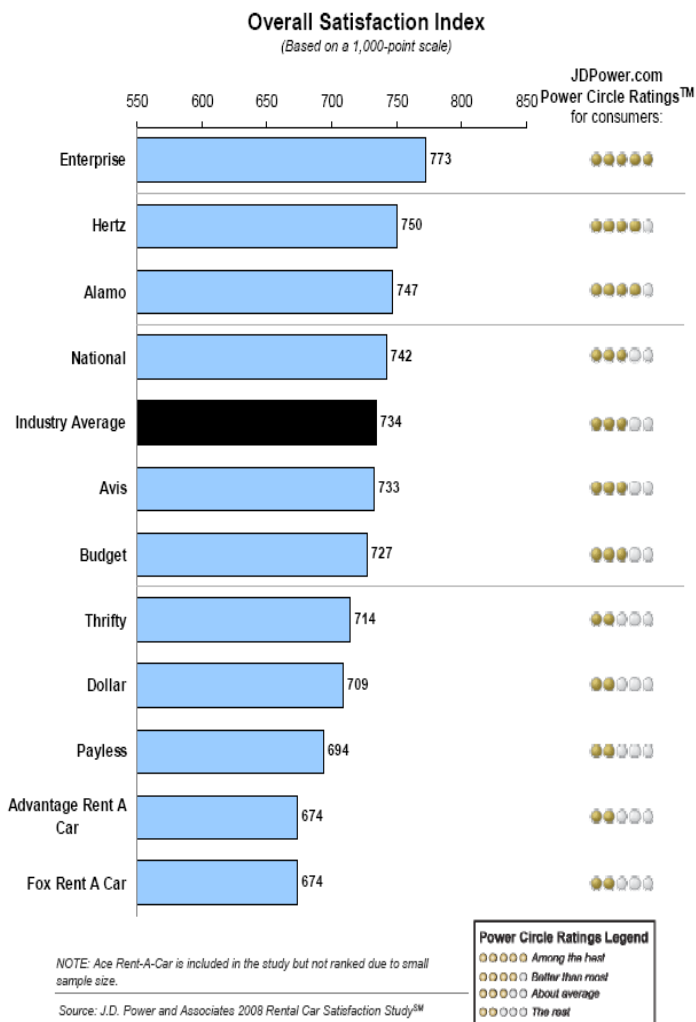 Overall Satisfaction Index
(Based on a 1,000-point scale)
JDPower.com
Power Circle Ratings™
for consumers:
550 600 650 700 750 800 850
Enterprise 773
Hertz 750
Alamo 747
National 742
Industry Average 734
Avis 733
Budget 727
Thrifty 714
Dollar 709
Payless 694
Advantage Rent A
Car 674
Fox Rent A Car 674
NOTE: Ace Rent-A-Car is included in the study but not ranked due to small
sample size.
Source: J.D. Power and Associates 2008 Rental Car Satisfaction Study℠
Power Circle Ratings Legend
Among the best
Better than most
About average
The rest